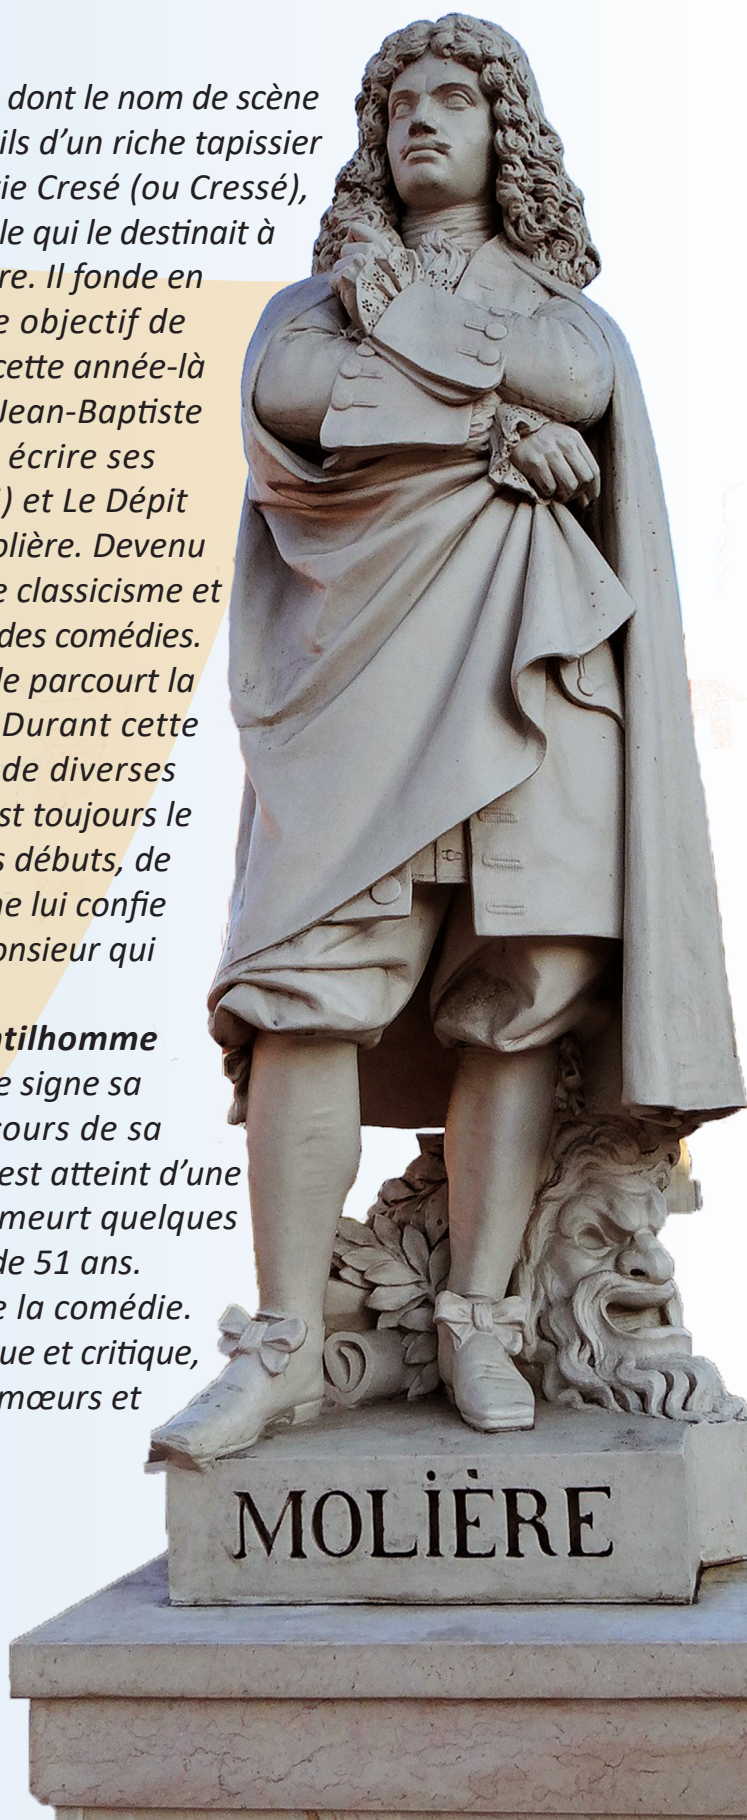 dont le nom de scène
ils d'un riche tapissier
ie Cresé (ou Cressé),
le qui le destinait à
re. Il fonde en
e objectif de
cette année-là
Jean-Baptiste
écrire ses
) et Le Dépit
olière. Devenu
e classicisme et
des comédies.
le parcourt la
Durant cette
de diverses
st toujours le
s débuts, de
ne lui confie
onsieur qui
ntilhomme
e signe sa
cours de sa
est atteint d'une
meurt quelques
de 51 ans.
e la comédie.
ue et critique,
mœurs et
MOLIÈRE